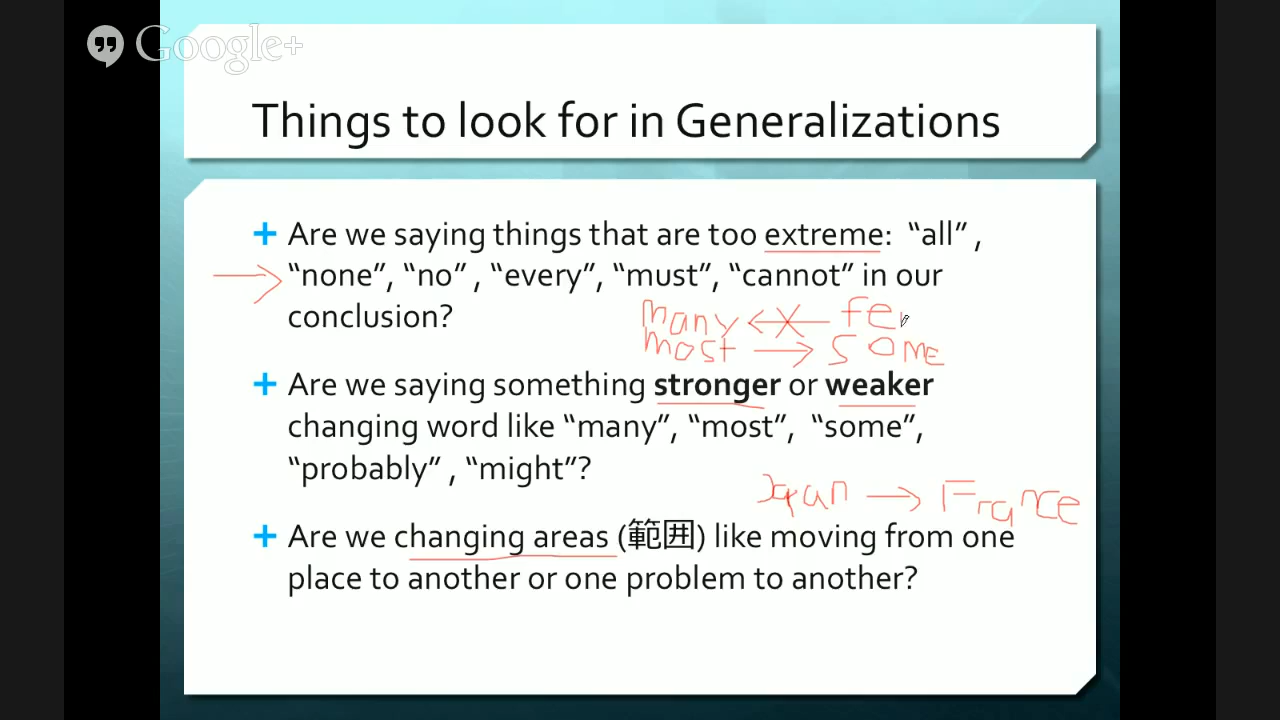 Google+
Things to look for in Generalizations
Are we saying things that are too extreme: “all” ,
“none”, “no” , “every”, “must”, “cannot” in our
conclusion?
many fe
most some
Are we saying something stronger or weaker
changing word like “many”, “most”, “some”,
“probably” , “might”?
Japan France
Are we changing areas (範囲) like moving from one
place to another or one problem to another?